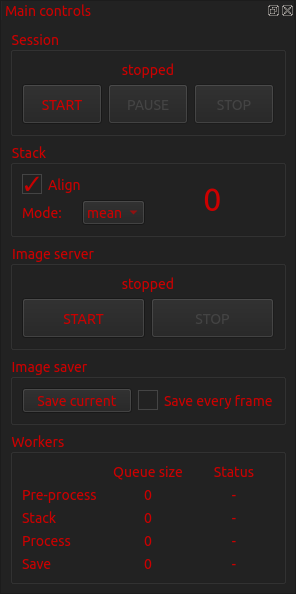 Main controls
Session
stopped
START PAUSE STOP
Stack
Align
0
Mode: mean
Image server
stopped
START STOP
Image saver
Save current Save every frame
Workers
Queue size Status
Pre-process 0 -
Stack 0 -
Process 0 -
Save 0 -